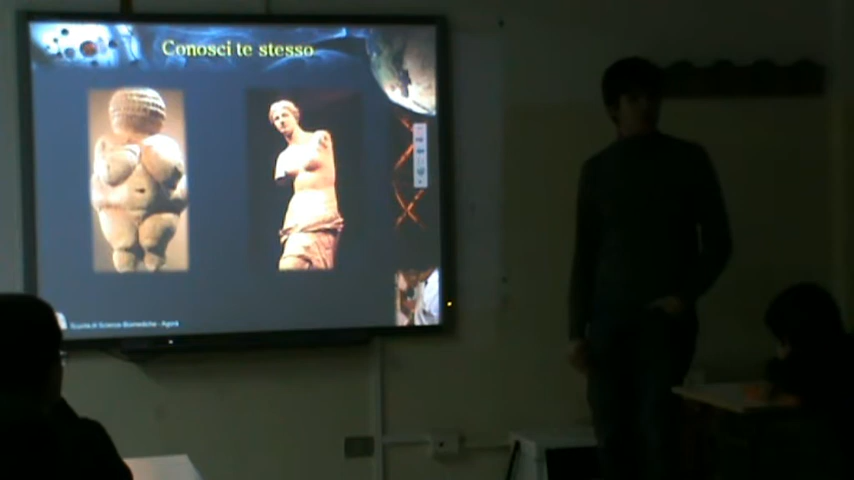 Conosci te stesso
Scuola di Scienze Biomediche - Agorà